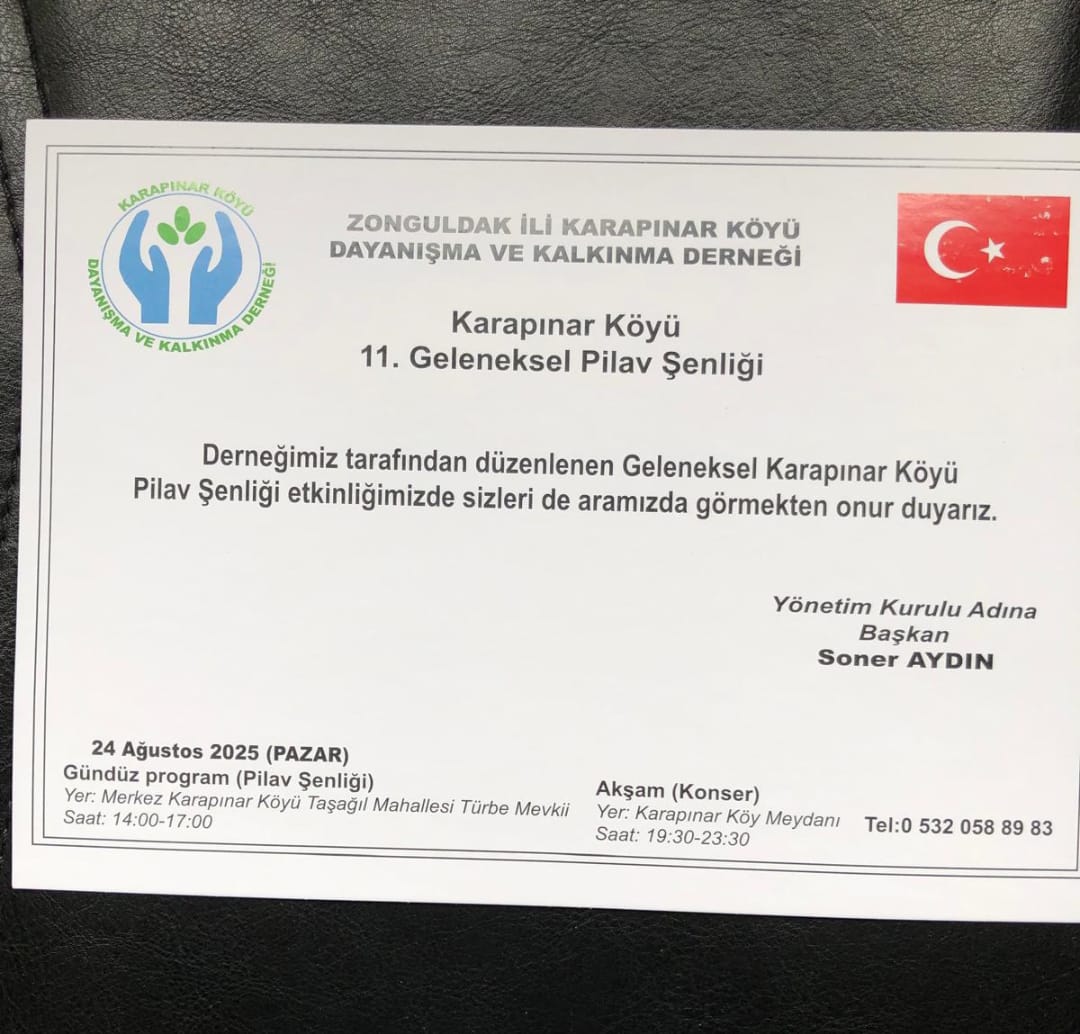 KARAPINAR KÖYÜ
DAYANIŞMA VE KALKINMA DERNEĞİ
ZONGULDAK İLİ KARAPINAR KÖYÜ
DAYANIŞMA VE KALKINMA DERNEĞİ
Karapınar Köyü
11. Geleneksel Pilav Şenliği
Derneğimiz tarafından düzenlenen Geleneksel Karapınar Köyü
Pilav Şenliği etkinliğimizde sizleri de aramızda görmekten onur duyarız.
Yönetim Kurulu Adına
Başkan
Soner AYDIN
24 Ağustos 2025 (PAZAR)
Gündüz program (Pilav Şenliği)
Yer: Merkez Karapınar Köyü Taşağıl Mahallesi Türbe Mevkii
Saat: 14:00-17:00
Akşam (Konser)
Yer: Karapınar Köy Meydanı
Saat: 19:30-23:30
Tel:0 532 058 89 83